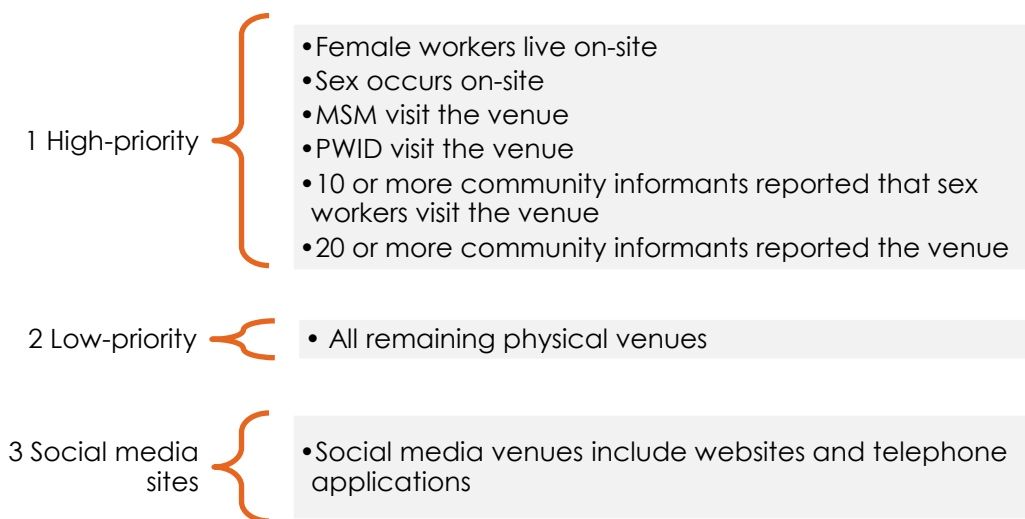 1 High-priority
•Female workers live on-site
•Sex occurs on-site
•MSM visit the venue
•PWID visit the venue
•10 or more community informants reported that sex
workers visit the venue
•20 or more community informants reported the venue
2 Low-priority
• All remaining physical venues
3 Social media
sites
•Social media venues include websites and telephone
applications